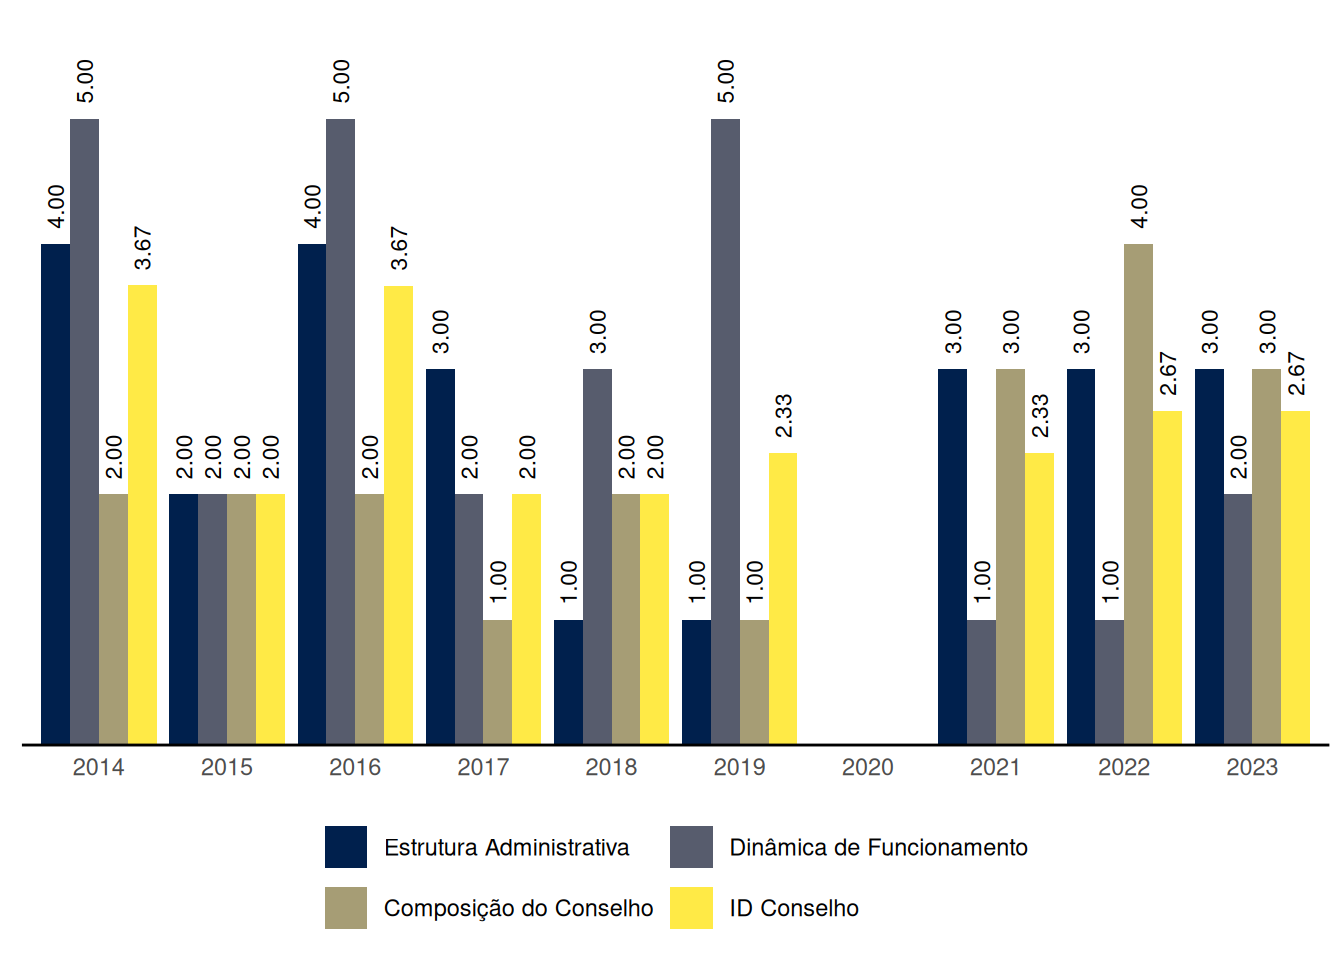 4.00 5.00 2.00 3.67
2.00 2.00 2.00 2.00
4.00 5.00 2.00 3.67
3.00 2.00 1.00 2.00
1.00 3.00 2.00 2.00
1.00 5.00 1.00 2.33
3.00 1.00 3.00 2.33
3.00 1.00 4.00 2.67
3.00 2.00 3.00 2.67
2014 2015 2016 2017 2018 2019 2020 2021 2022 2023
Estrutura Administrativa Dinâmica de Funcionamento
Composição do Conselho ID Conselho